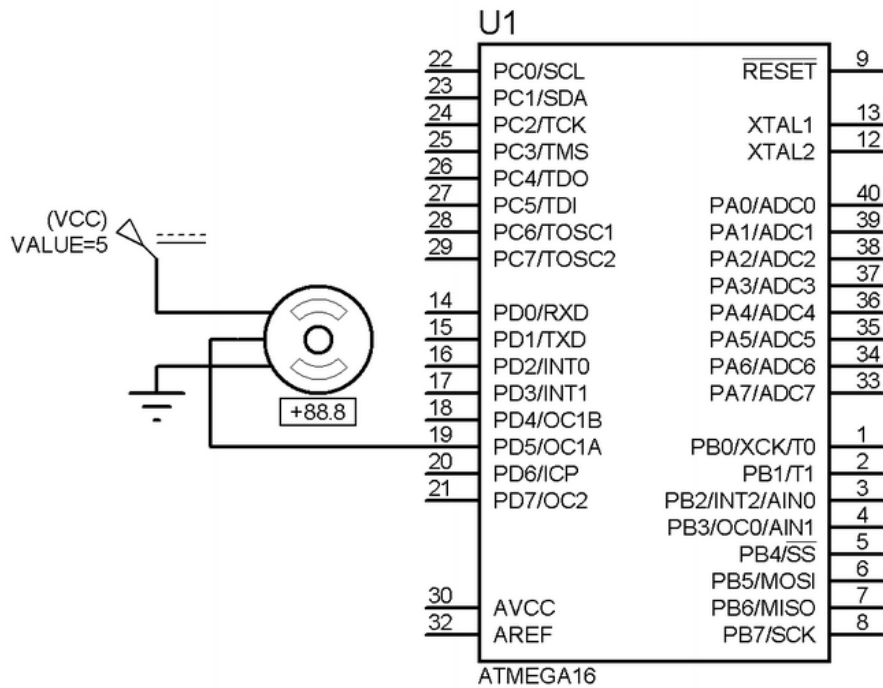 U1
22 PC0/SCL RESET 9
23 PC1/SDA
24 PC2/TCK XTAL1 13
25 PC3/TMS XTAL2 12
26 PC4/TDO
27 PC5/TDI PA0/ADC0 40
28 PC6/TOSC1 PA1/ADC1 39
29 PC7/TOSC2 PA2/ADC2 38
PA3/ADC3 37
14 PD0/RXD PA4/ADC4 36
15 PD1/TXD PA5/ADC5 35
16 PD2/INT0 PA6/ADC6 34
17 PD3/INT1 PA7/ADC7 33
18 PD4/OC1B
19 PD5/OC1A PB0/XCK/T0 1
20 PD6/ICP PB1/T1 2
21 PD7/OC2 PB2/INT2/AIN0 3
PB3/OC0/AIN1 4
PB4/SS 5
PB5/MOSI 6
30 AVCC PB6/MISO 7
32 AREF PB7/SCK 8
ATMEGA16
(VCC)
VALUE=5
+88.8